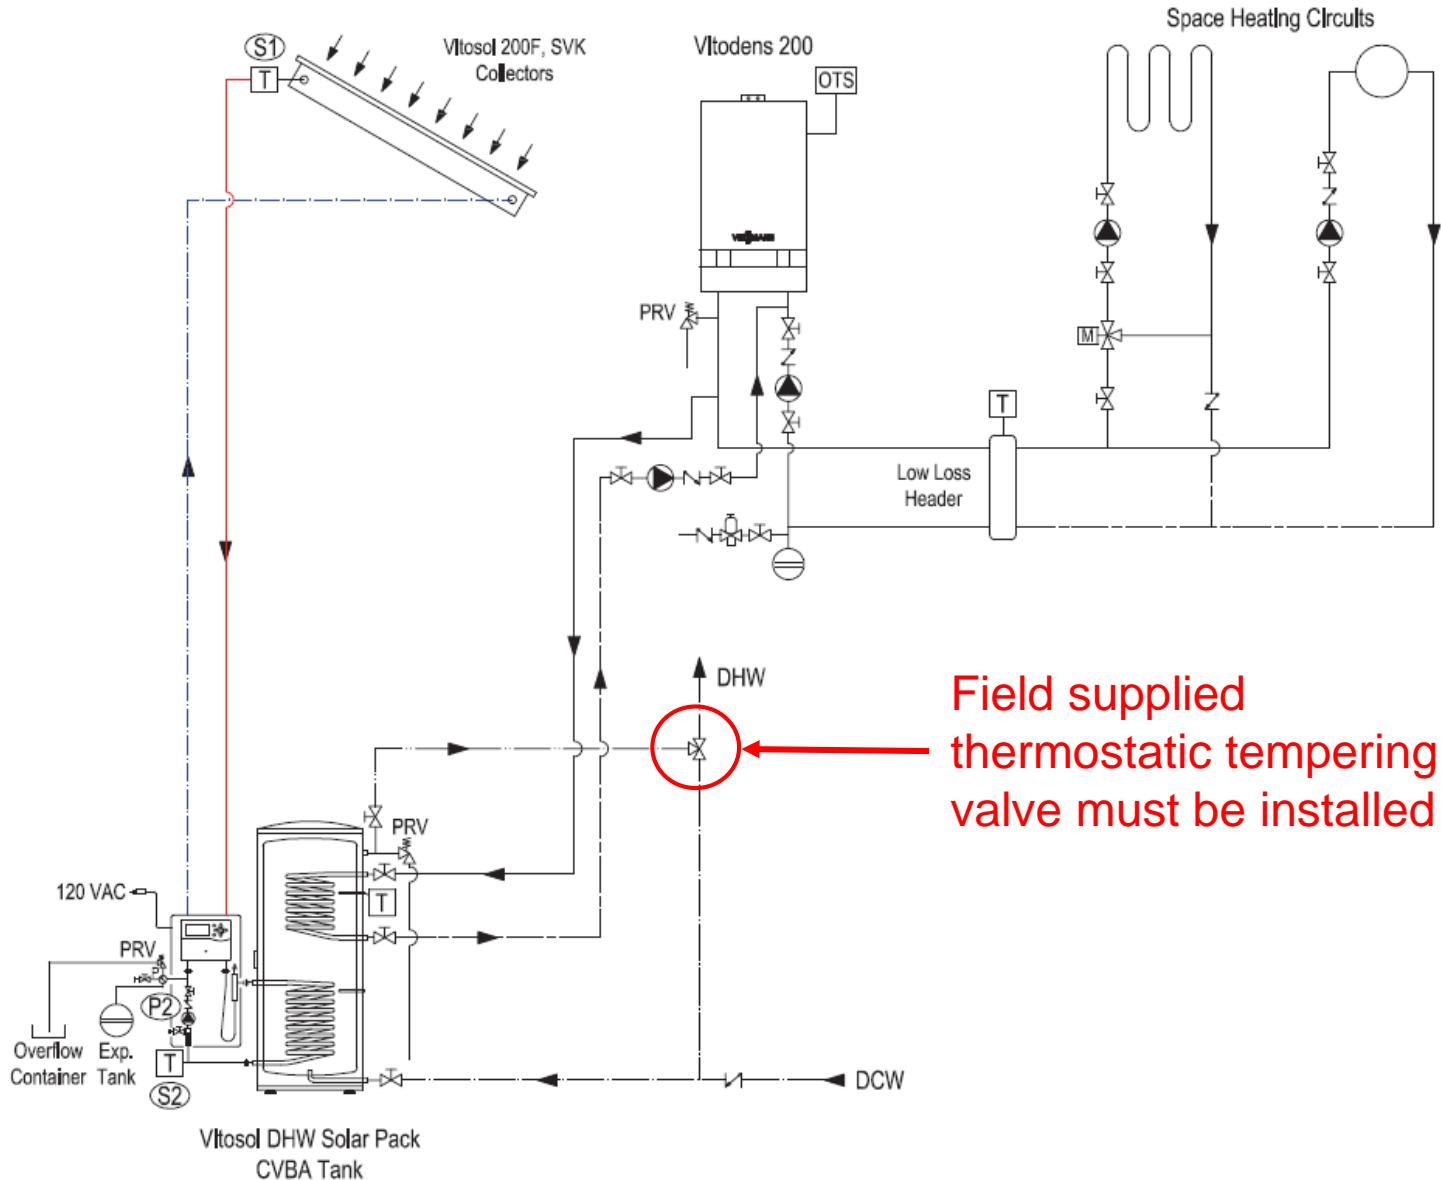 Space Heating Circuits
S1
T
Vitosol 200F, SVK
Collectors
Vitodens 200
OTS
VIESMANN
PRV
M
T
Low Loss
Header
DHW
Field supplied
thermostatic tempering
valve must be installed
PRV
T
120 VAC
PRV
P
P2
Overflow
Container
Exp.
Tank
T
S2
DCW
Vitosol DHW Solar Pack
CVBA Tank